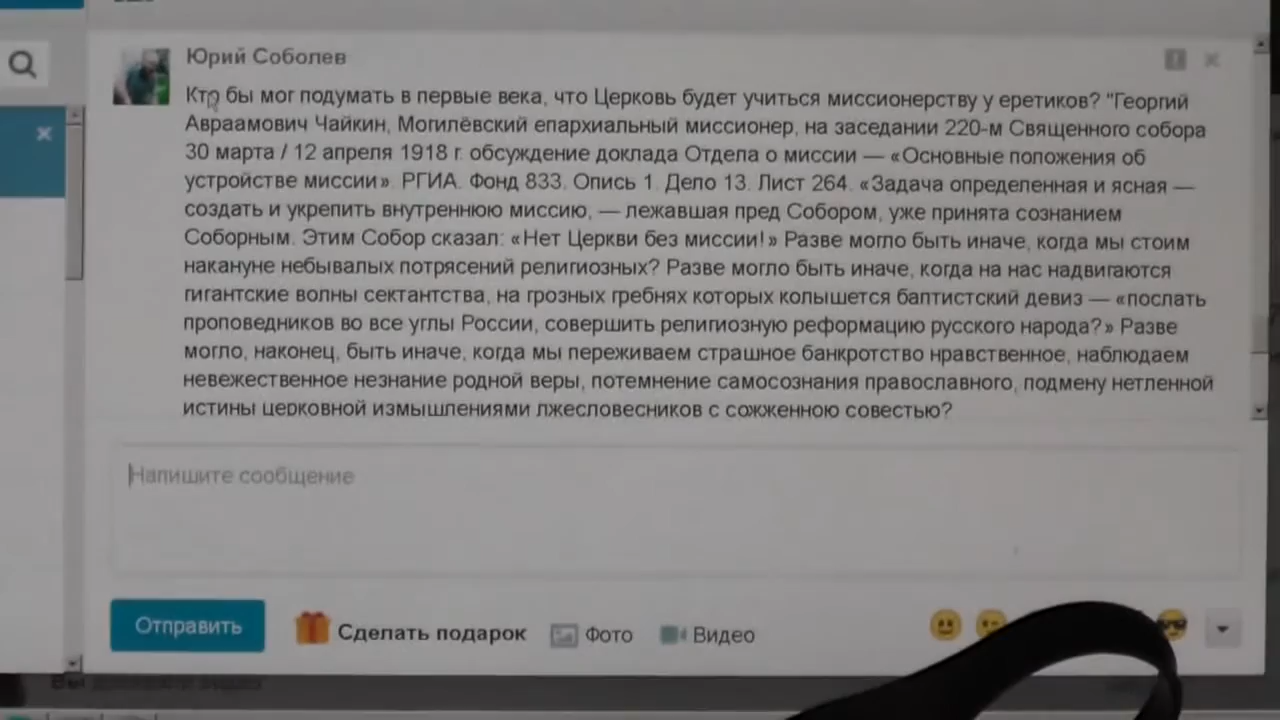 Юрий Соболев
Кто бы мог подумать в первые века, что Церковь будет учиться миссионерству у еретиков? "Георгий
Авраамович Чайкин, Могилёвский епархиальный миссионер, на заседании 220-м Священного собора
30 марта / 12 апреля 1918 г. обсуждение доклада Отдела о миссии — «Основные положения об
устройстве миссии». РГИА. Фонд 833. Опись 1. Дело 13. Лист 264. «Задача определенная и ясная —
создать и укрепить внутреннюю миссию, — лежавшая пред Собором, уже принята сознанием
Соборным. Этим Собор сказал: «Нет Церкви без миссии!» Разве могло быть иначе, когда мы стоим
накануне небывалых потрясений религиозных? Разве могло быть иначе, когда на нас надвигаются
гигантские волны сектантства, на грозных гребнях которых колышется баптистский девиз — «послать
проповедников во все углы России, совершить религиозную реформацию русского народа?» Разве
могло, наконец, быть иначе, когда мы переживаем страшное банкротство нравственное, наблюдаем
невежественное незнание родной веры, потемнение самосознания православного, подмену нетленной
истины церковной измышлениями лжесловесников с сожженною совестью?
Напишите сообщение
Отправить Сделать подарок Фото Видео